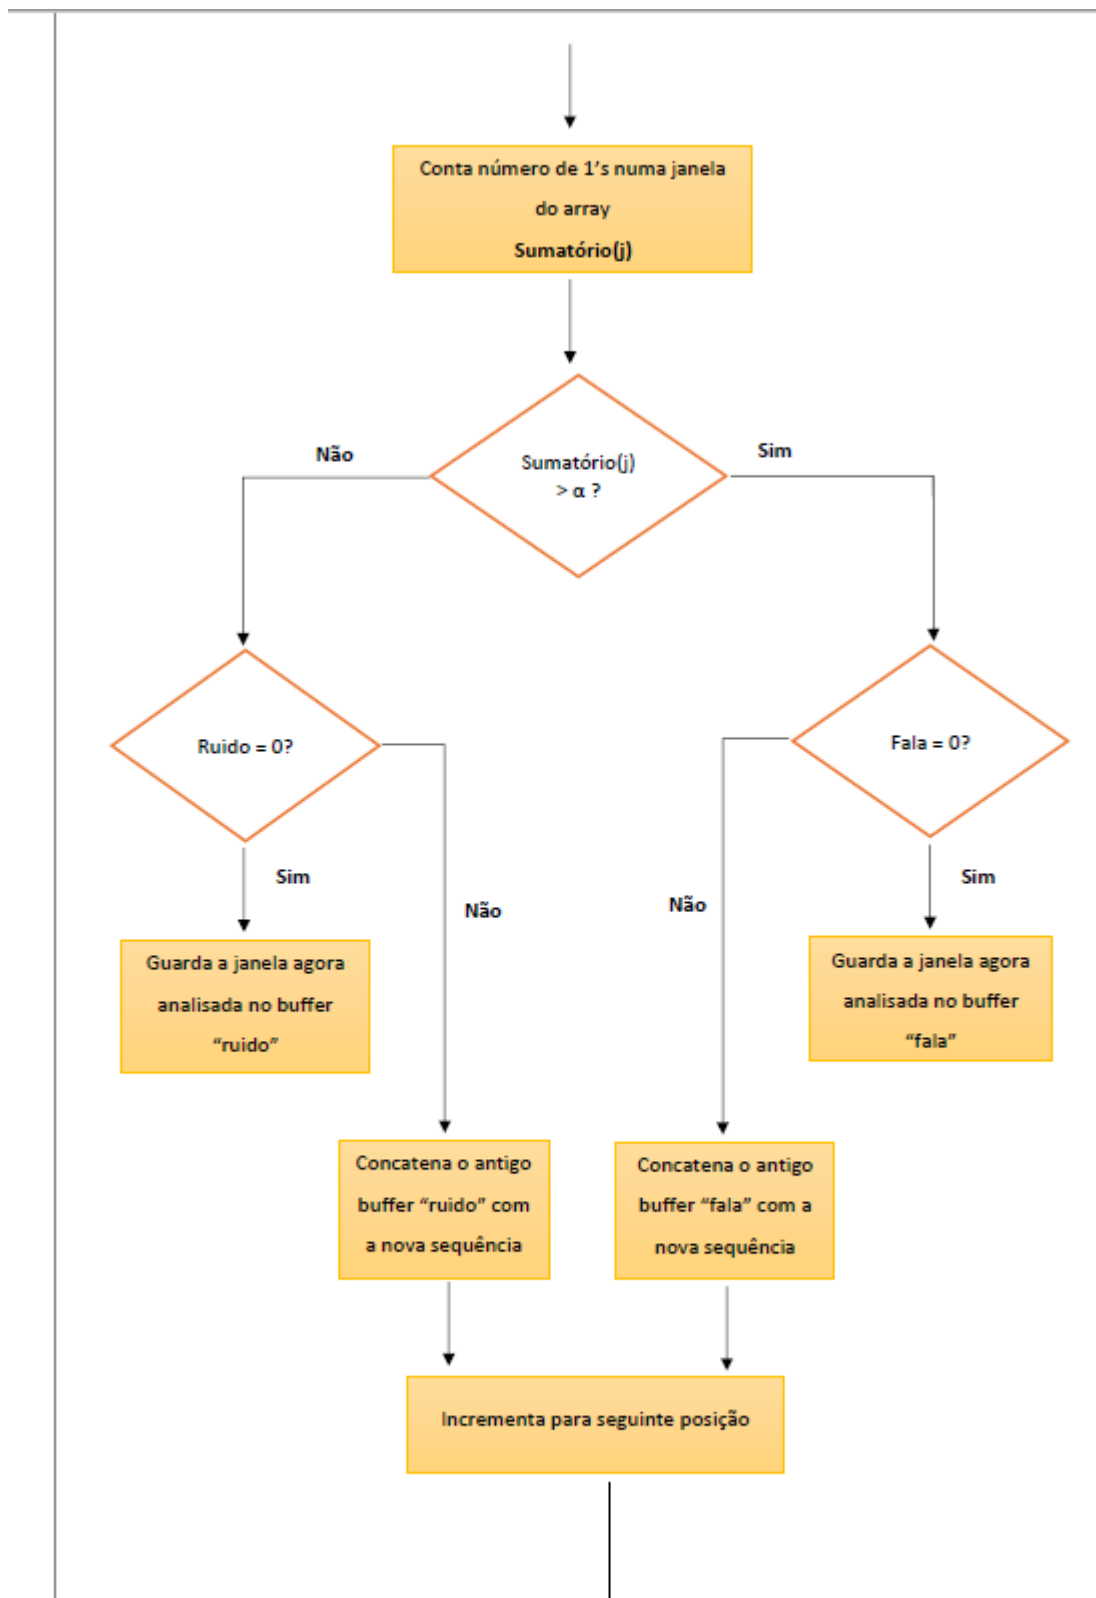 Conta número de 1's numa janela
do array
Sumatório(j)
Não
Sim
Sumatório(j)
> α ?
Ruido = 0?
Fala = 0?
Sim
Sim
Não
Não
Guarda a janela agora
analisada no buffer
“ruido”
Guarda a janela agora
analisada no buffer
“fala”
Concatena o antigo
buffer “ruido” com
a nova sequência
Concatena o antigo
buffer “fala” com a
nova sequência
Incrementa para seguinte posição